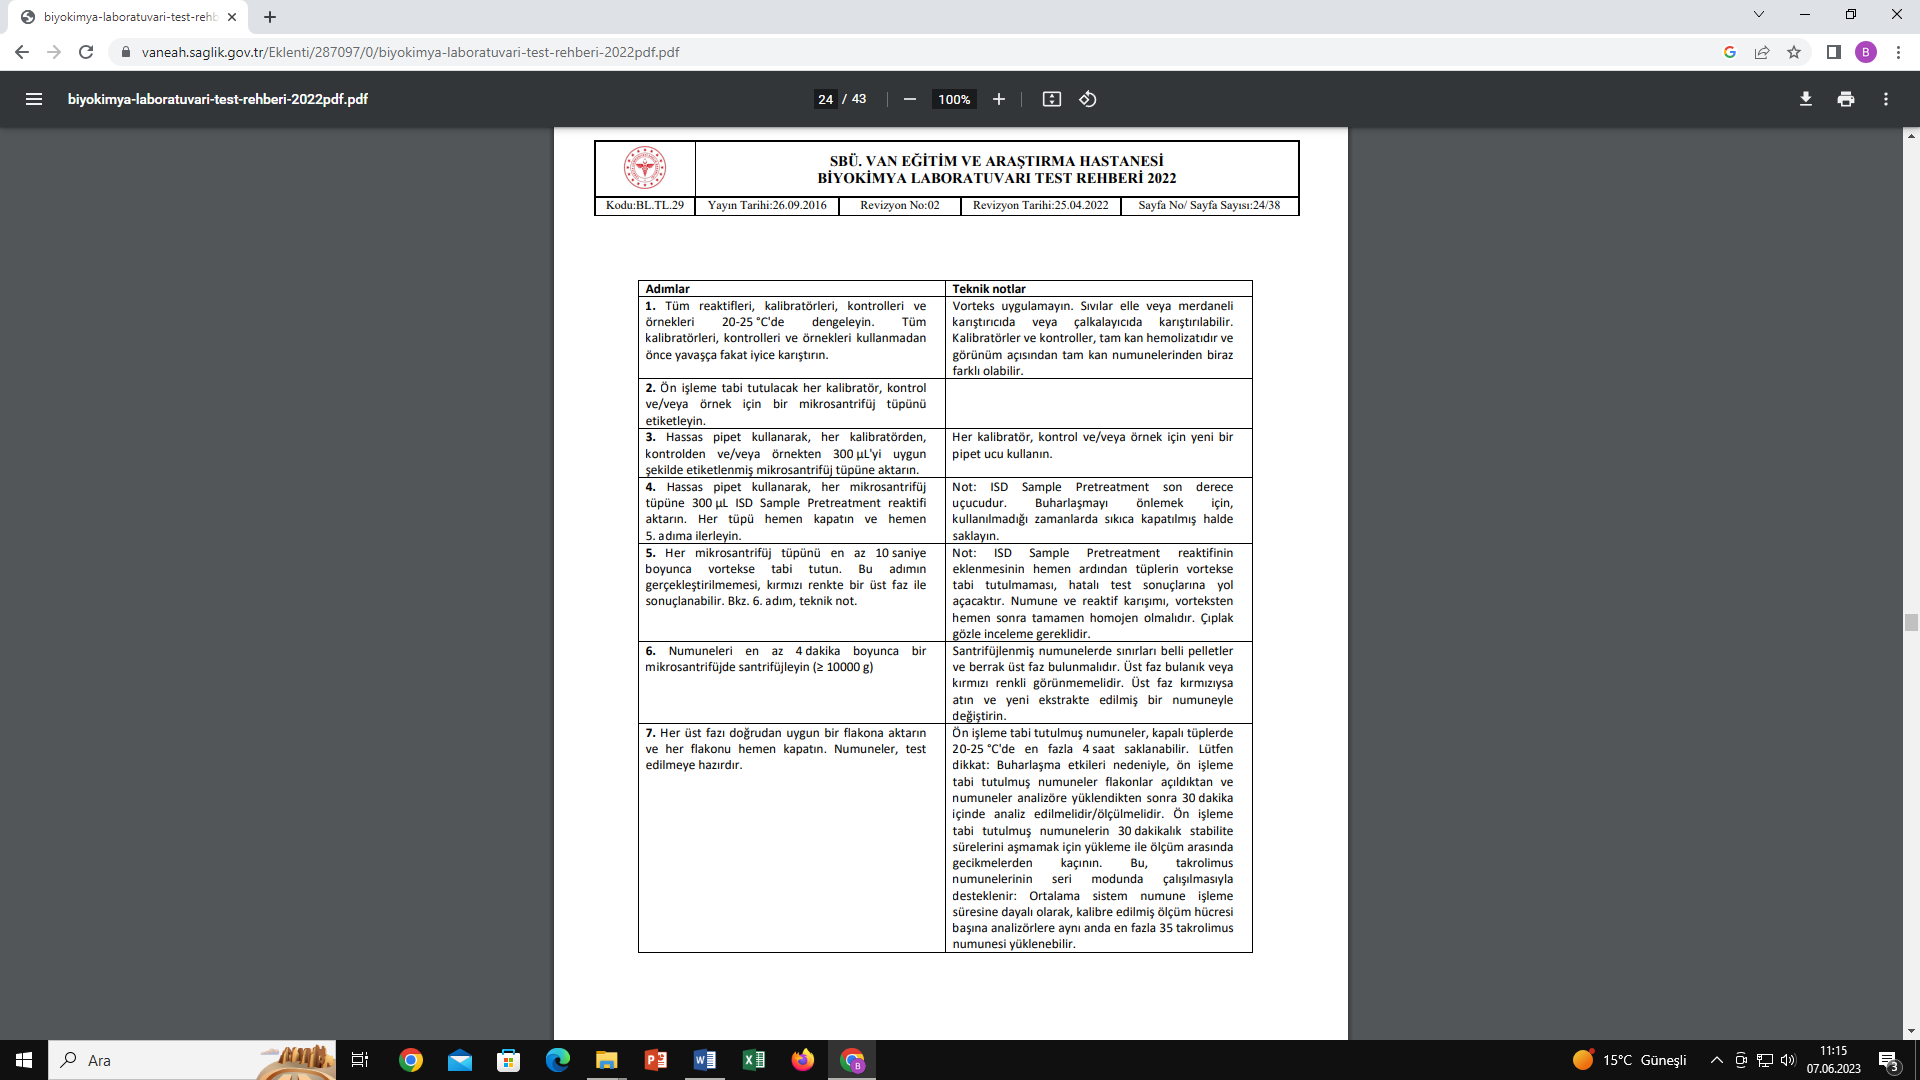 biyokimya-laboratuvari-test-rehb
vaneah.saglik.gov.tr/Eklenti/287097/0/biyokimya-laboratuvari-test-rehberi-2022pdf.pdf
B
biyokimya-laboratuvari-test-rehberi-2022pdf.pdf
24 / 43
100%
SBÜ. VAN EĞİTİM VE ARAŞTIRMA HASTANESİ
BİYOKİMYA LABORATUVARI TEST REHBERİ 2022
Kodu:BL.TL.29 Yayın Tarihi:26.09.2016 Revizyon No:02 Revizyon Tarihi:25.04.2022 Sayfa No/ Sayfa Sayısı:24/38
Adımlar
Teknik notlar
1. Tüm reaktifleri, kalibratörleri, kontrolleri ve
örnekleri 20-25 °C'de dengeleyin. Tüm
kalibratörleri, kontrolleri ve örnekleri kullanmadan
önce yavaşça fakat iyice karıştırın.
Vorteks uygulamayın. Sıvılar elle veya merdaneli
karıştırıcıda veya çalkalayıcıda karıştırılabilir.
Kalibratörler ve kontroller, tam kan hemolizatıdır ve
görünüm açısından tam kan numunelerinden biraz
farklı olabilir.
2. Ön işleme tabi tutulacak her kalibratör, kontrol
ve/veya örnek için bir mikrosantrifüj tüpünü
etiketleyin.
3. Hassas pipet kullanarak, her kalibratörden,
kontrolden ve/veya örnekten 300 µL'yi uygun
şekilde etiketlenmiş mikrosantrifüj tüpüne aktarın.
Her kalibratör, kontrol ve/veya örnek için yeni bir
pipet ucu kullanın.
4. Hassas pipet kullanarak, her mikrosantrifüj
tüpüne 300 µL ISD Sample Pretreatment reaktifi
aktarın. Her tüpü hemen kapatın ve hemen
5. adıma ilerleyin.
Not: ISD Sample Pretreatment son derece
uçucudur. Buharlaşmayı önlemek için,
kullanılmadığı zamanlarda sıkıca kapatılmış halde
saklayın.
5. Her mikrosantrifüj tüpünü en az 10 saniye
boyunca vortekse tabi tutun. Bu adımın
gerçekleştirilmemesi, kırmızı renkte bir üst faz ile
sonuçlanabilir. Bkz. 6. adım, teknik not.
Not: ISD Sample Pretreatment reaktifinin
eklenmesinin hemen ardından tüplerin vortekse
tabi tutulmaması, hatalı test sonuçlarına yol
açacaktır. Numune ve reaktif karışımı, vorteksten
hemen sonra tamamen homojen olmalıdır. Çıplak
gözle inceleme gereklidir.
6. Numuneleri en az 4 dakika boyunca bir
mikrosantrifüjde santrifüjleyin (≥ 10000 g)
Santrifüjlenmiş numunelerde sınırları belli pelletler
ve berrak üst faz bulunmalıdır. Üst faz bulanık veya
kırmızı renkli görünmemelidir. Üst faz kırmızıysa
atın ve yeni ekstrakte edilmiş bir numuneyle
değiştirin.
7. Her üst fazı doğrudan uygun bir flakona aktarın
ve her flakonu hemen kapatın. Numuneler, test
edilmeye hazırdır.
Ön işleme tabi tutulmuş numuneler, kapalı tüplerde
20-25 °C'de en fazla 4 saat saklanabilir. Lütfen
dikkat: Buharlaşma etkileri nedeniyle, ön işleme
tabi tutulmuş numuneler flakonlar açıldıktan ve
numuneler analizöre yüklendikten sonra 30 dakika
içinde analiz edilmelidir/ölçülmelidir. Ön işleme
tabi tutulmuş numunelerin 30 dakikalık stabilite
sürelerini aşmamak için yükleme ile ölçüm arasında
gecikmelerden kaçının. Bu, takrolimus
numunelerinin seri modunda çalışılmasıyla
desteklenir: Ortalama sistem numune işleme
süresine dayalı olarak, kalibre edilmiş ölçüm hücresi
başına analizörlere aynı anda en fazla 35 takrolimus
numunesi yüklenebilir.
Ara
15°C Güneşli
11:15
07.06.2023
3